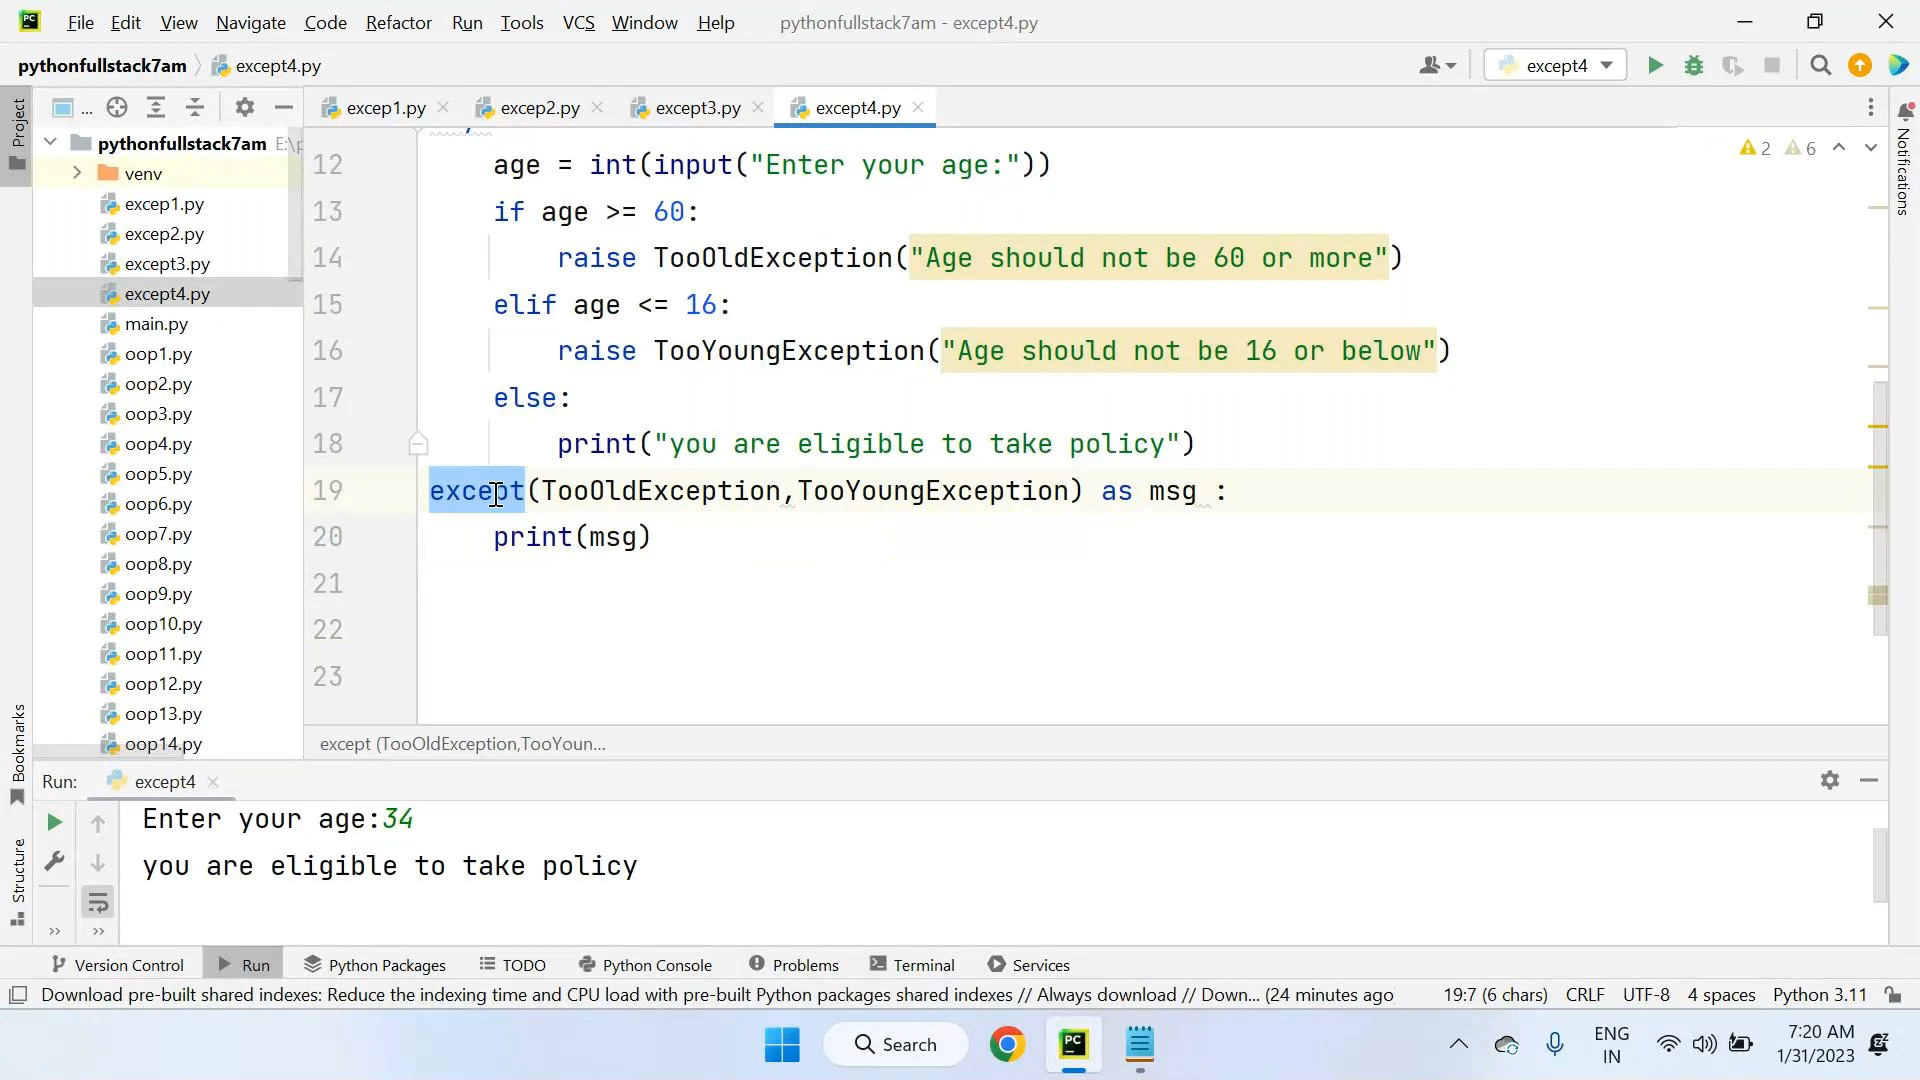 File Edit View Navigate Code Refactor Run Tools VCS Window Help pythonfullstack7am - except4.py
pythonfullstack7am except4.py except4
... excep1.py excep2.py except3.py except4.py
Project
pythonfullstack7am E:\p
venv
excep1.py
excep2.py
except3.py
except4.py
main.py
oop1.py
oop2.py
oop3.py
oop4.py
oop5.py
oop6.py
oop7.py
oop8.py
oop9.py
oop10.py
oop11.py
oop12.py
oop13.py
oop14.py
2 6
12 age = int(input("Enter your age:"))
13 if age >= 60:
14 raise TooOldException("Age should not be 60 or more")
15 elif age <= 16:
16 raise TooYoungException("Age should not be 16 or below")
17 else:
18 print("you are eligible to take policy")
19 except(TooOldException,TooYoungException) as msg :
20 print(msg)
21
22
23
except (TooOldException,TooYoun...
Notifications
Bookmarks
Structure
Run: except4
Enter your age:34
you are eligible to take policy
Version Control Run Python Packages TODO Python Console Problems Terminal Services
Download pre-built shared indexes: Reduce the indexing time and CPU load with pre-built Python packages shared indexes // Always download // Down... (24 minutes ago 19:7 (6 chars) CRLF UTF-8 4 spaces Python 3.11
Search
PC
ENG
IN
7:20 AM
1/31/2023